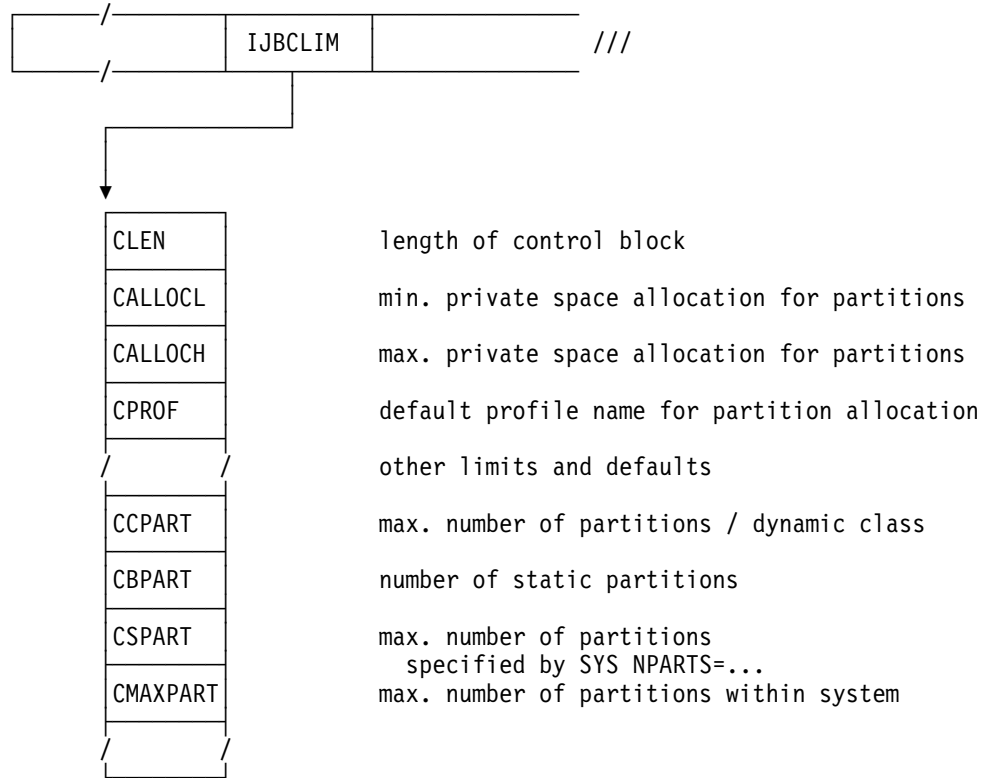 IJBCLIM ///
CLEN length of control block
CALLOCL min. private space allocation for partitions
CALLOCH max. private space allocation for partitions
CPROF default profile name for partition allocation
/ / other limits and defaults
CCPART max. number of partitions / dynamic class
CBPART number of static partitions
CSPART max. number of partitions
specified by SYS NPARTS=...
CMAXPART max. number of partitions within system